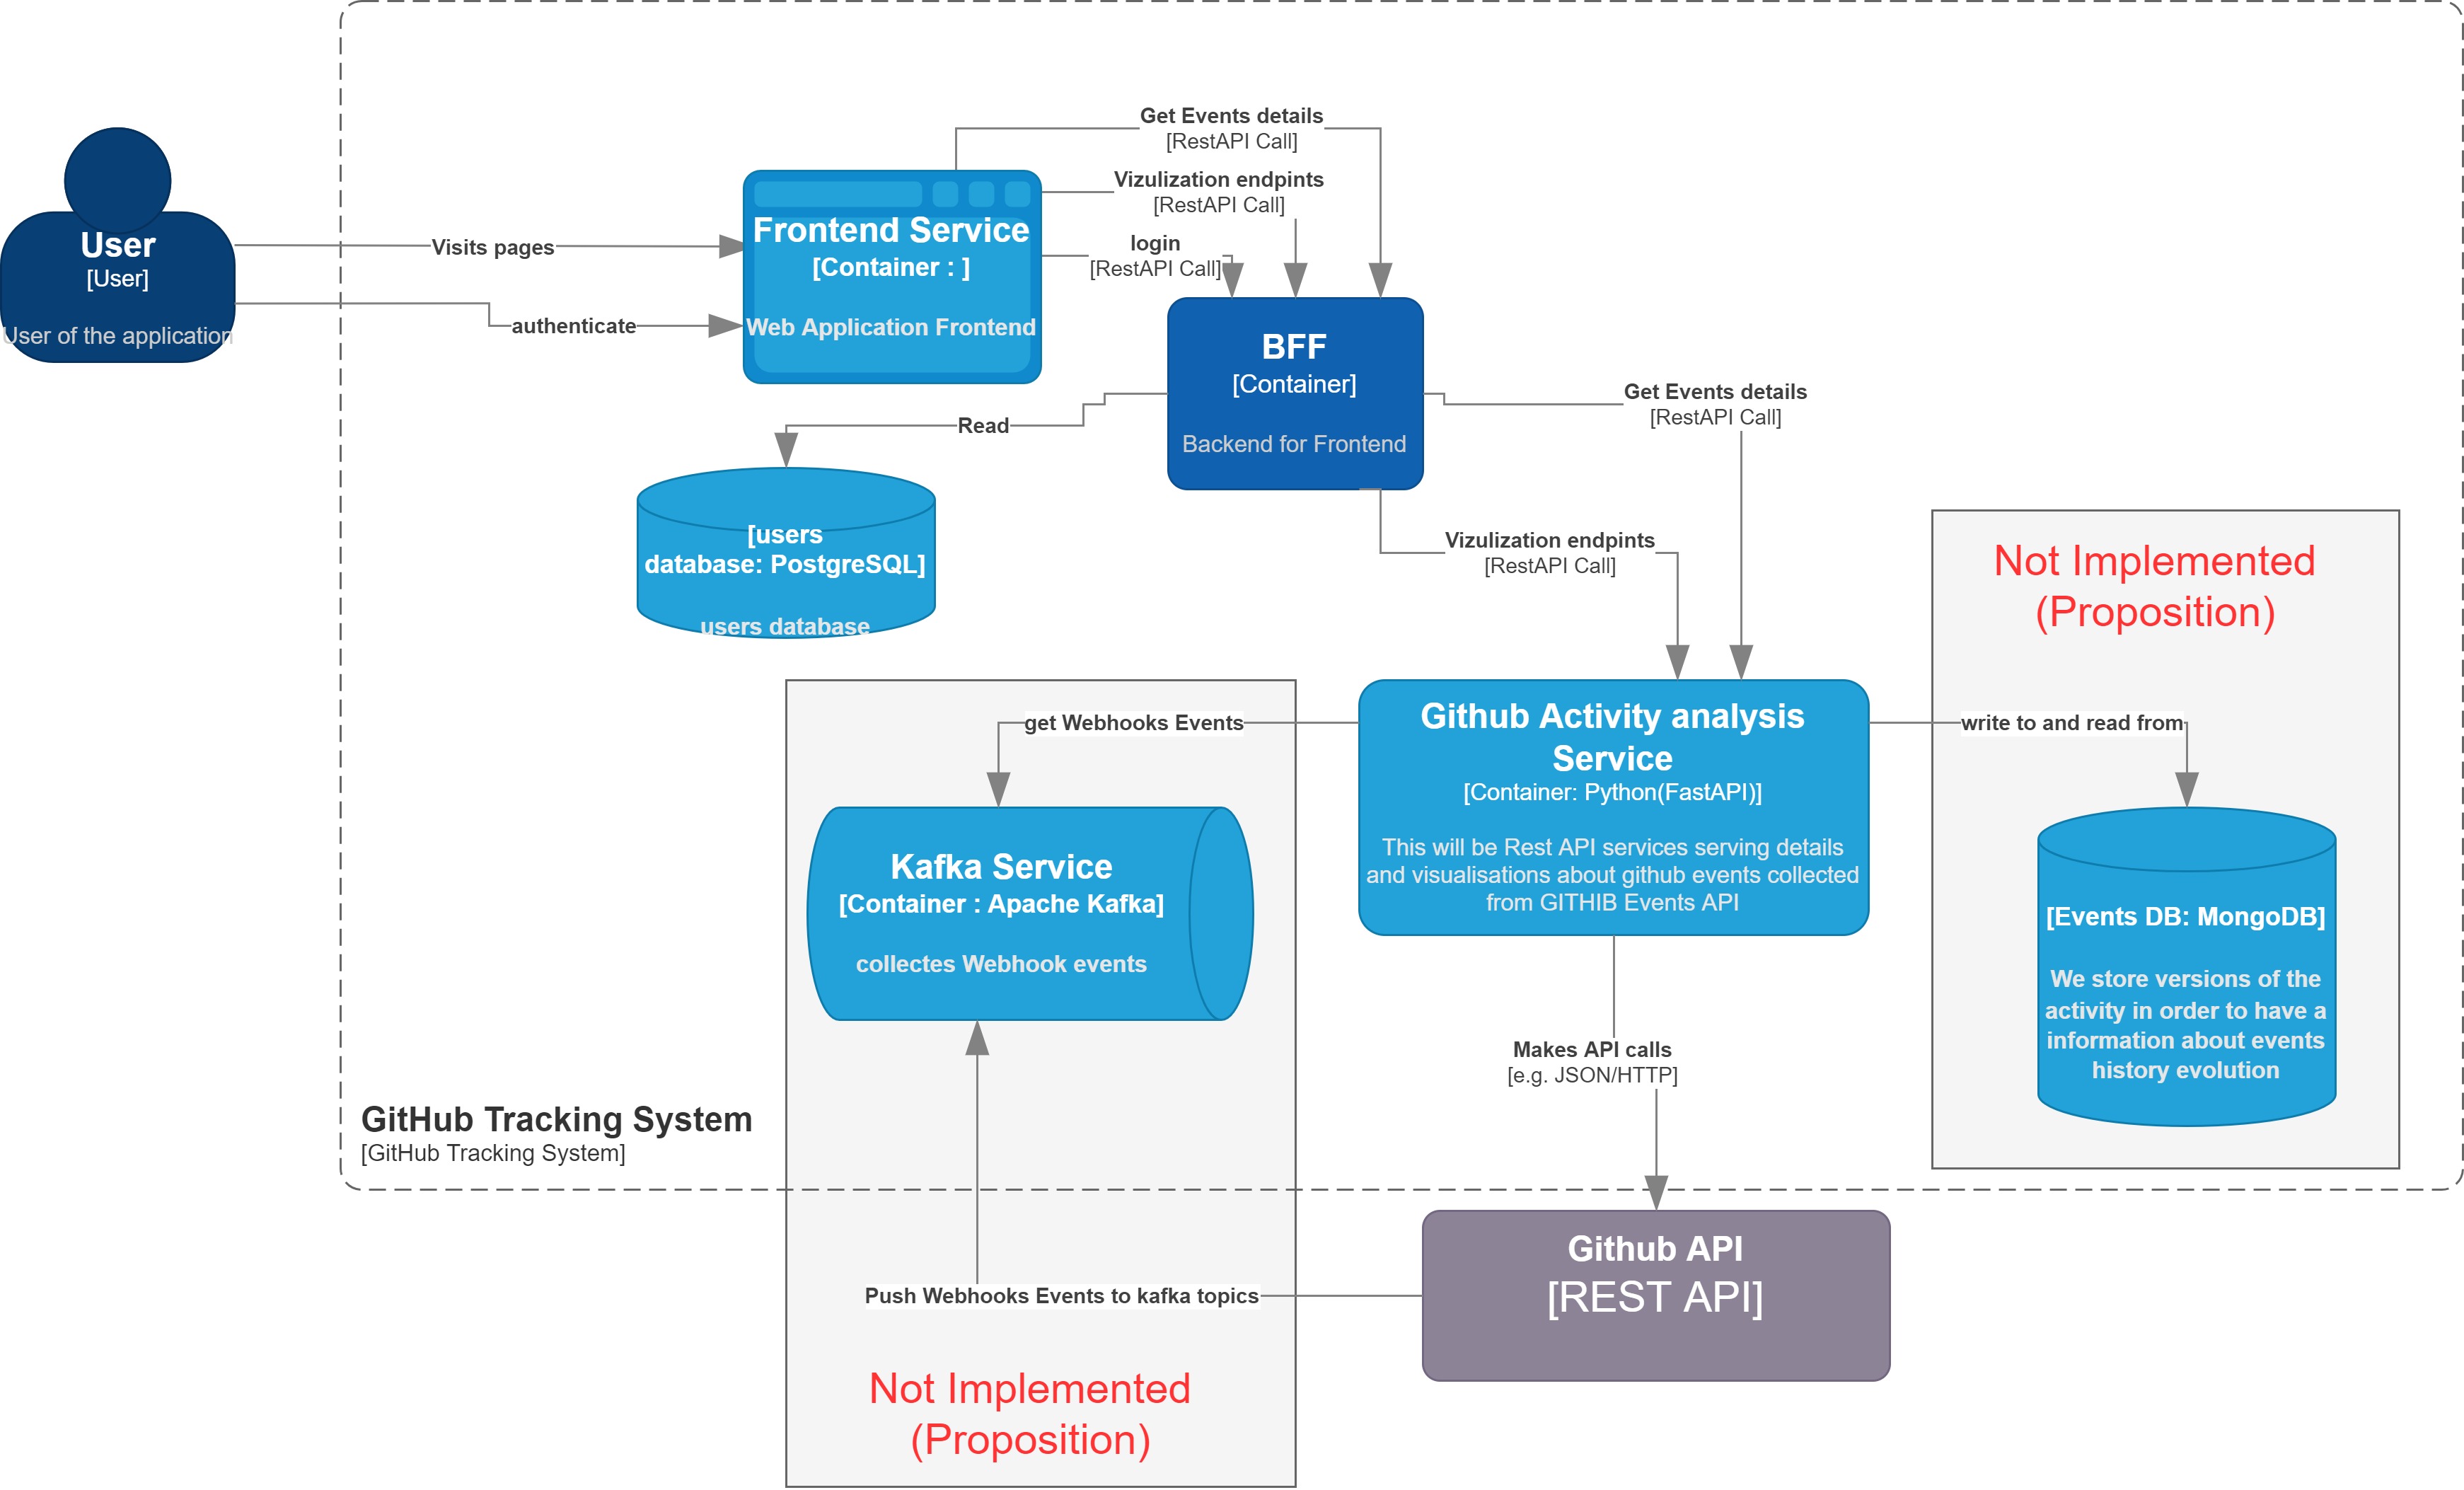 Get Events details
[RestAPI Call]
Vizulization endpints
[RestAPI Call]
login
[RestAPI Call]
User
[User]
User of the application
Visits pages
authenticate
Frontend Service
[Container : ]
Web Application Frontend
BFF
[Container]
Backend for Frontend
Read
Get Events details
[RestAPI Call]
[users
database: PostgreSQL]
users database
Vizulization endpints
[RestAPI Call]
Not Implemented
(Proposition)
get Webhooks Events
Github Activity analysis
Service
[Container: Python(FastAPI)]
This will be Rest API services serving details
and visualisations about github events collected
from GITHIB Events API
write to and read from
Kafka Service
[Container : Apache Kafka]
collectes Webhook events
[Events DB: MongoDB]
We store versions of the
activity in order to have a
information about events
history evolution
Makes API calls
[e.g. JSON/HTTP]
GitHub Tracking System
[GitHub Tracking System]
Github API
[REST API]
Push Webhooks Events to kafka topics
Not Implemented
(Proposition)